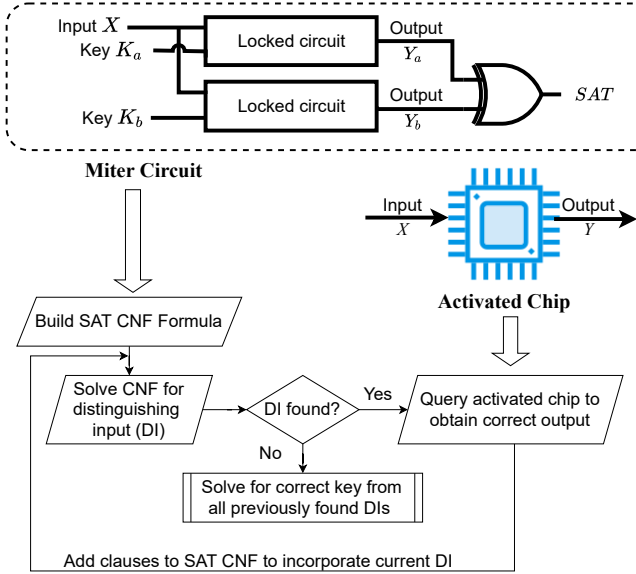 Input X
Key Ka
Key Kb
Locked circuit
Locked circuit
Output
Ya
Output
Yb
SAT
Miter Circuit
Input
X
Output
Y
Activated Chip
Build SAT CNF Formula
Solve CNF for
distinguishing
input (DI)
DI found?
Yes
No
Query activated chip to
obtain correct output
Solve for correct key from
all previously found DIs
Add clauses to SAT CNF to incorporate current DI